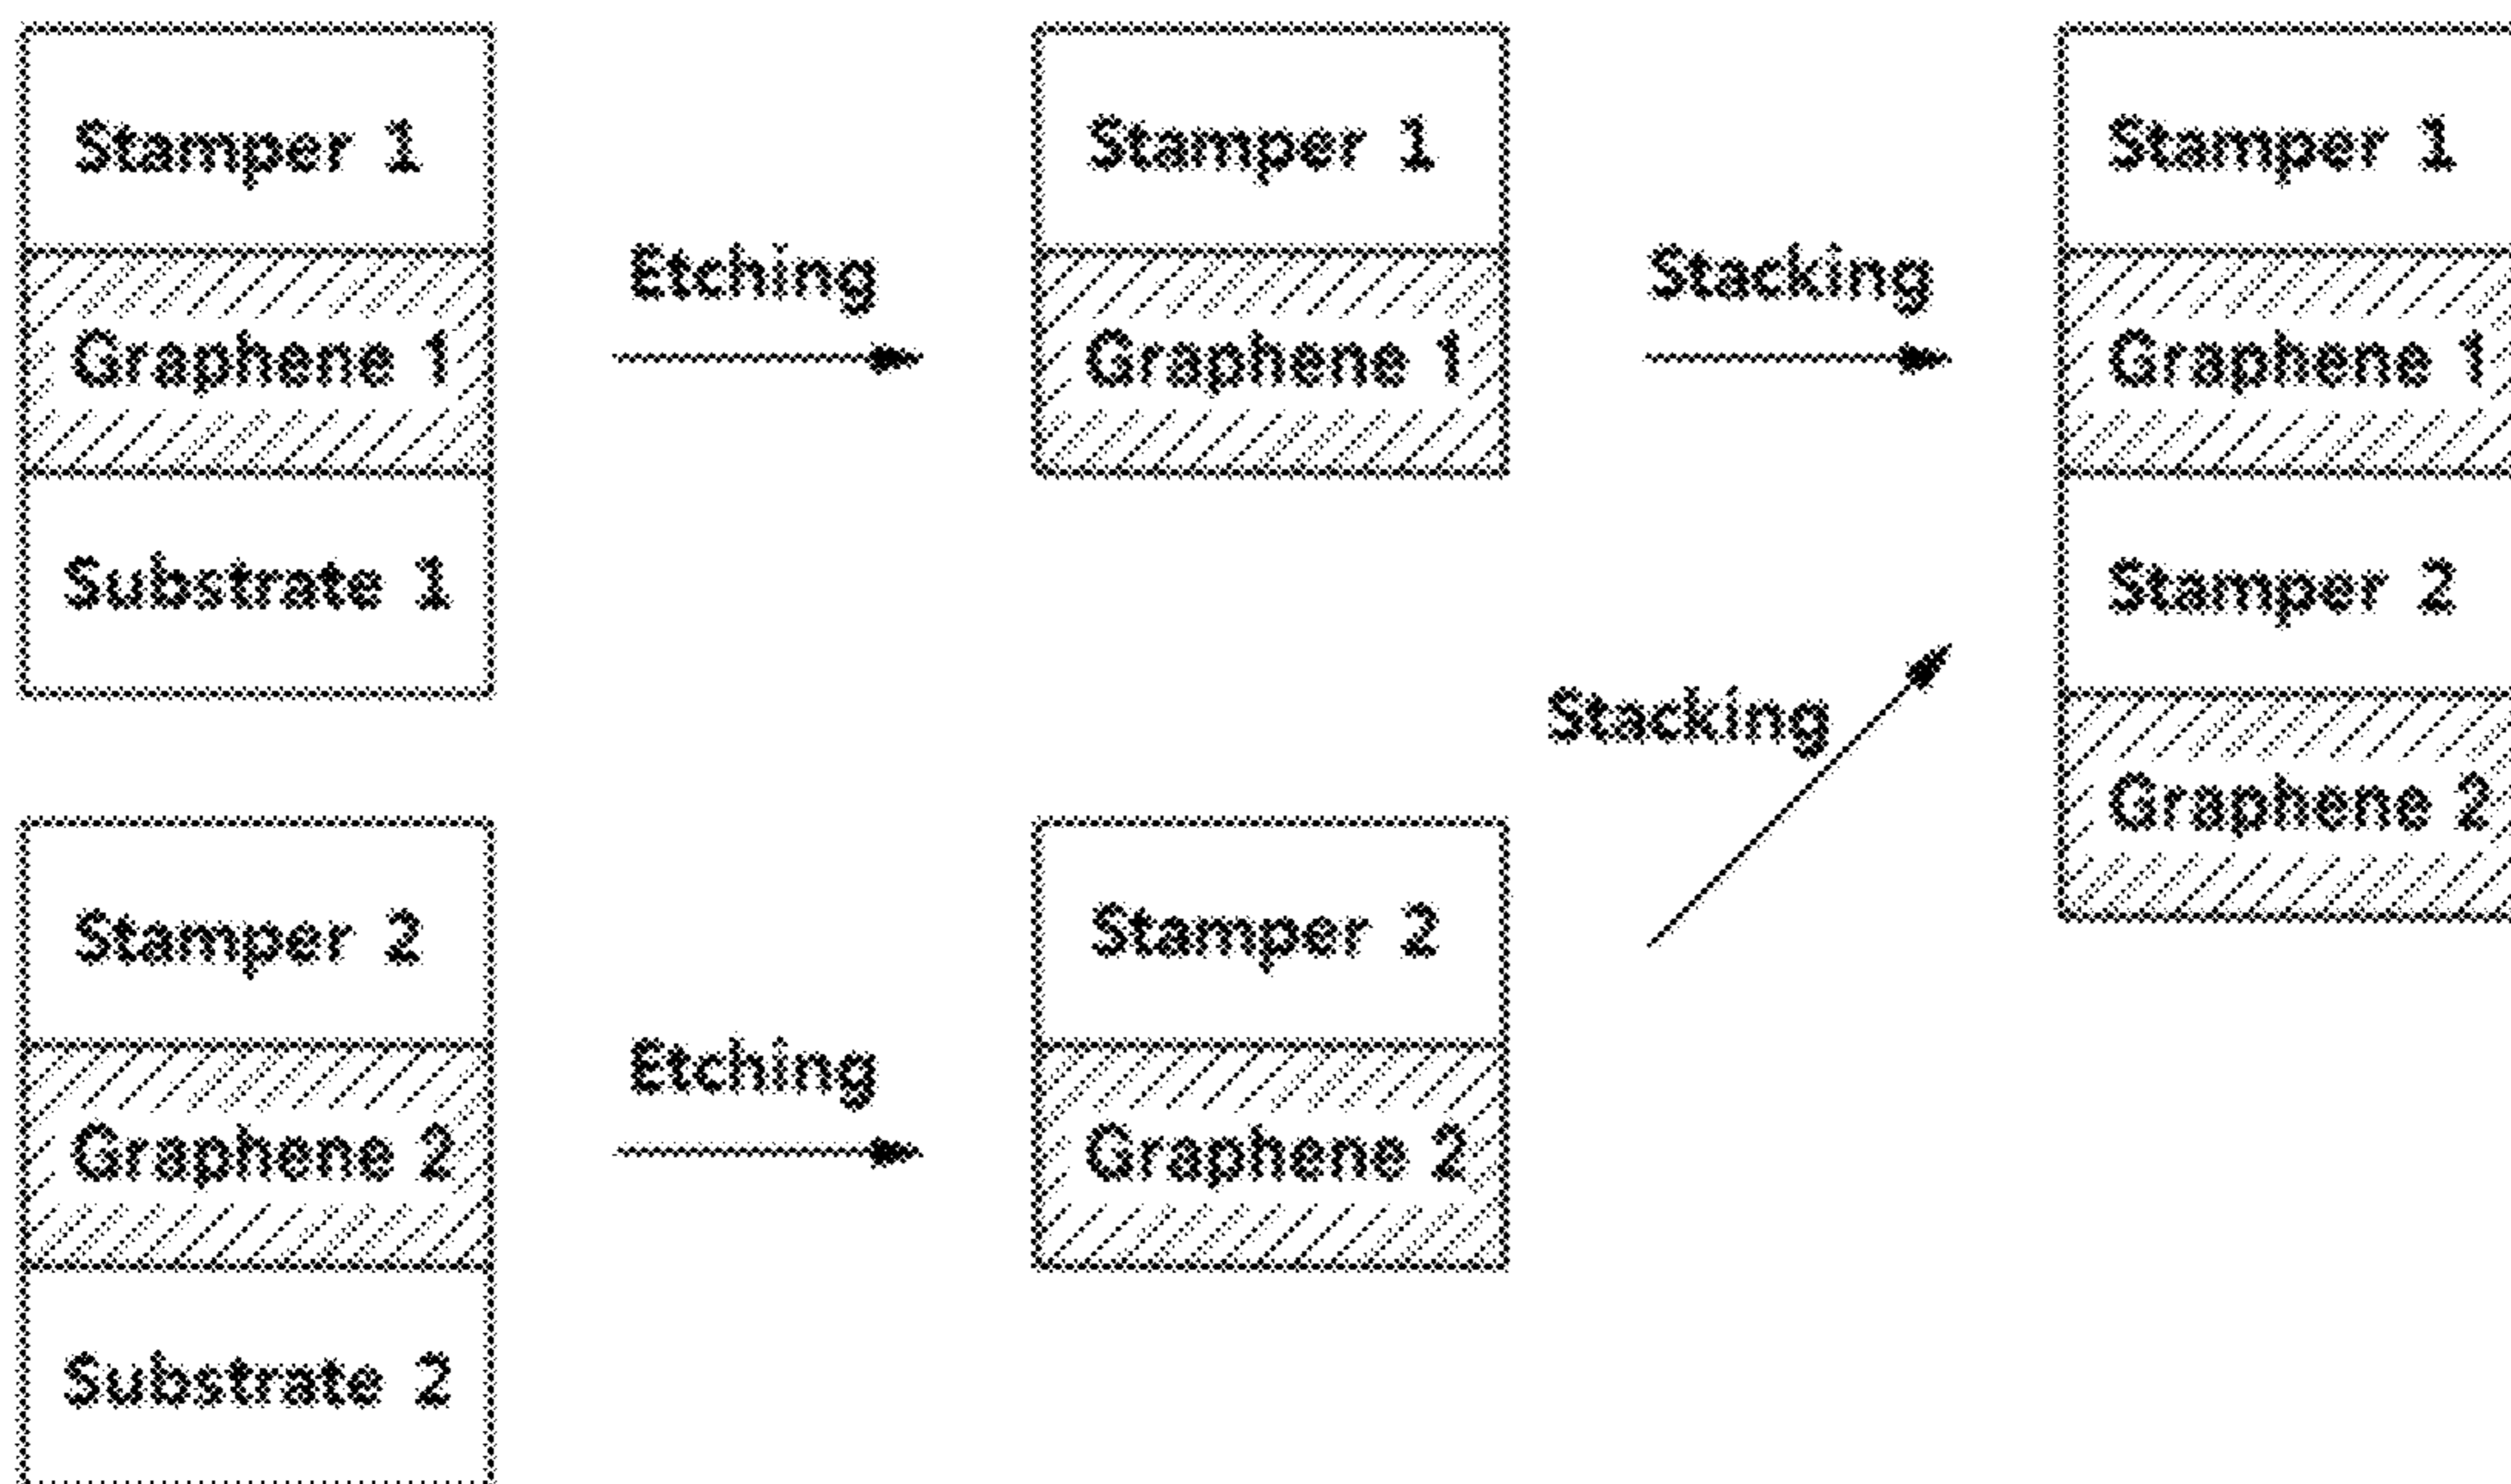 Stamper 1
Graphene 1
Substrate 1
Etching
Stamper 1
Graphene 1
Stacking
Stamper 1
Graphene 1
Stamper 2
Graphene 2
Stacking
Stamper 2
Graphene 2
Substrate 2
Etching
Stamper 2
Graphene 2